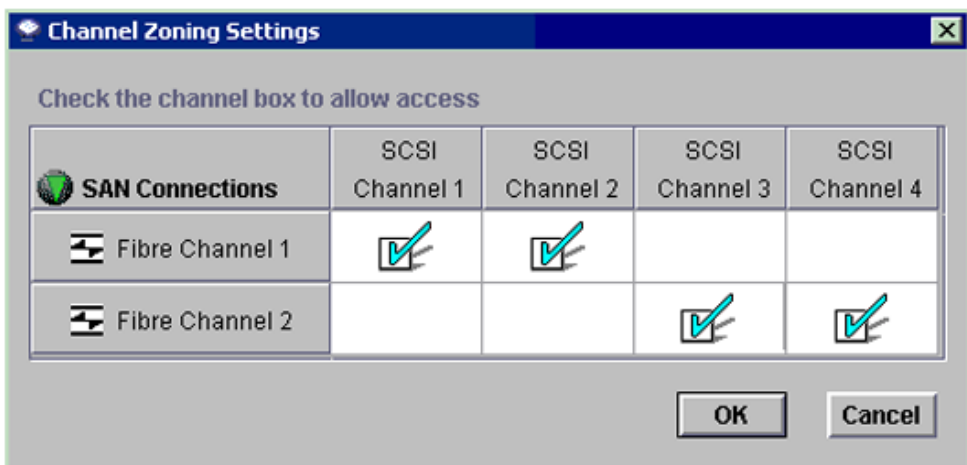 Channel Zoning Settings
Check the channel box to allow access
SAN Connections
SCSI Channel 1
SCSI Channel 2
SCSI Channel 3
SCSI Channel 4
Fibre Channel 1
Fibre Channel 2
OK
Cancel